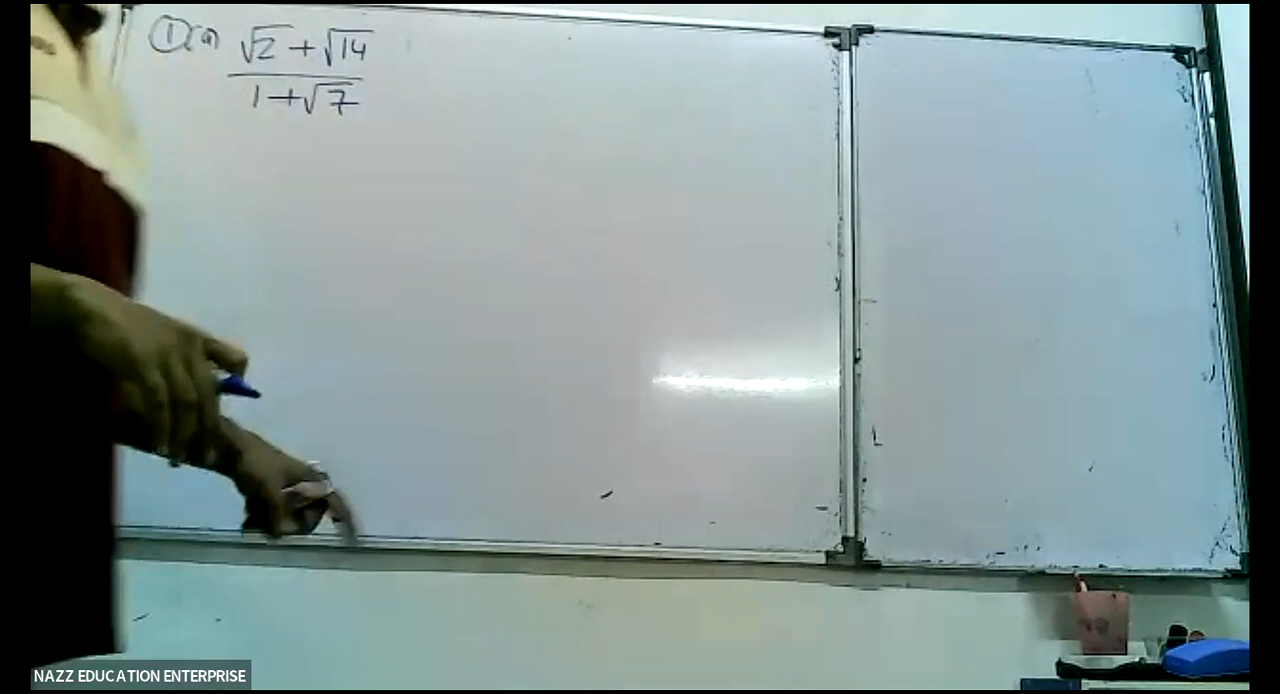 ① (a) √2 + √14
1 + √7
NAZZ EDUCATION ENTERPRISE